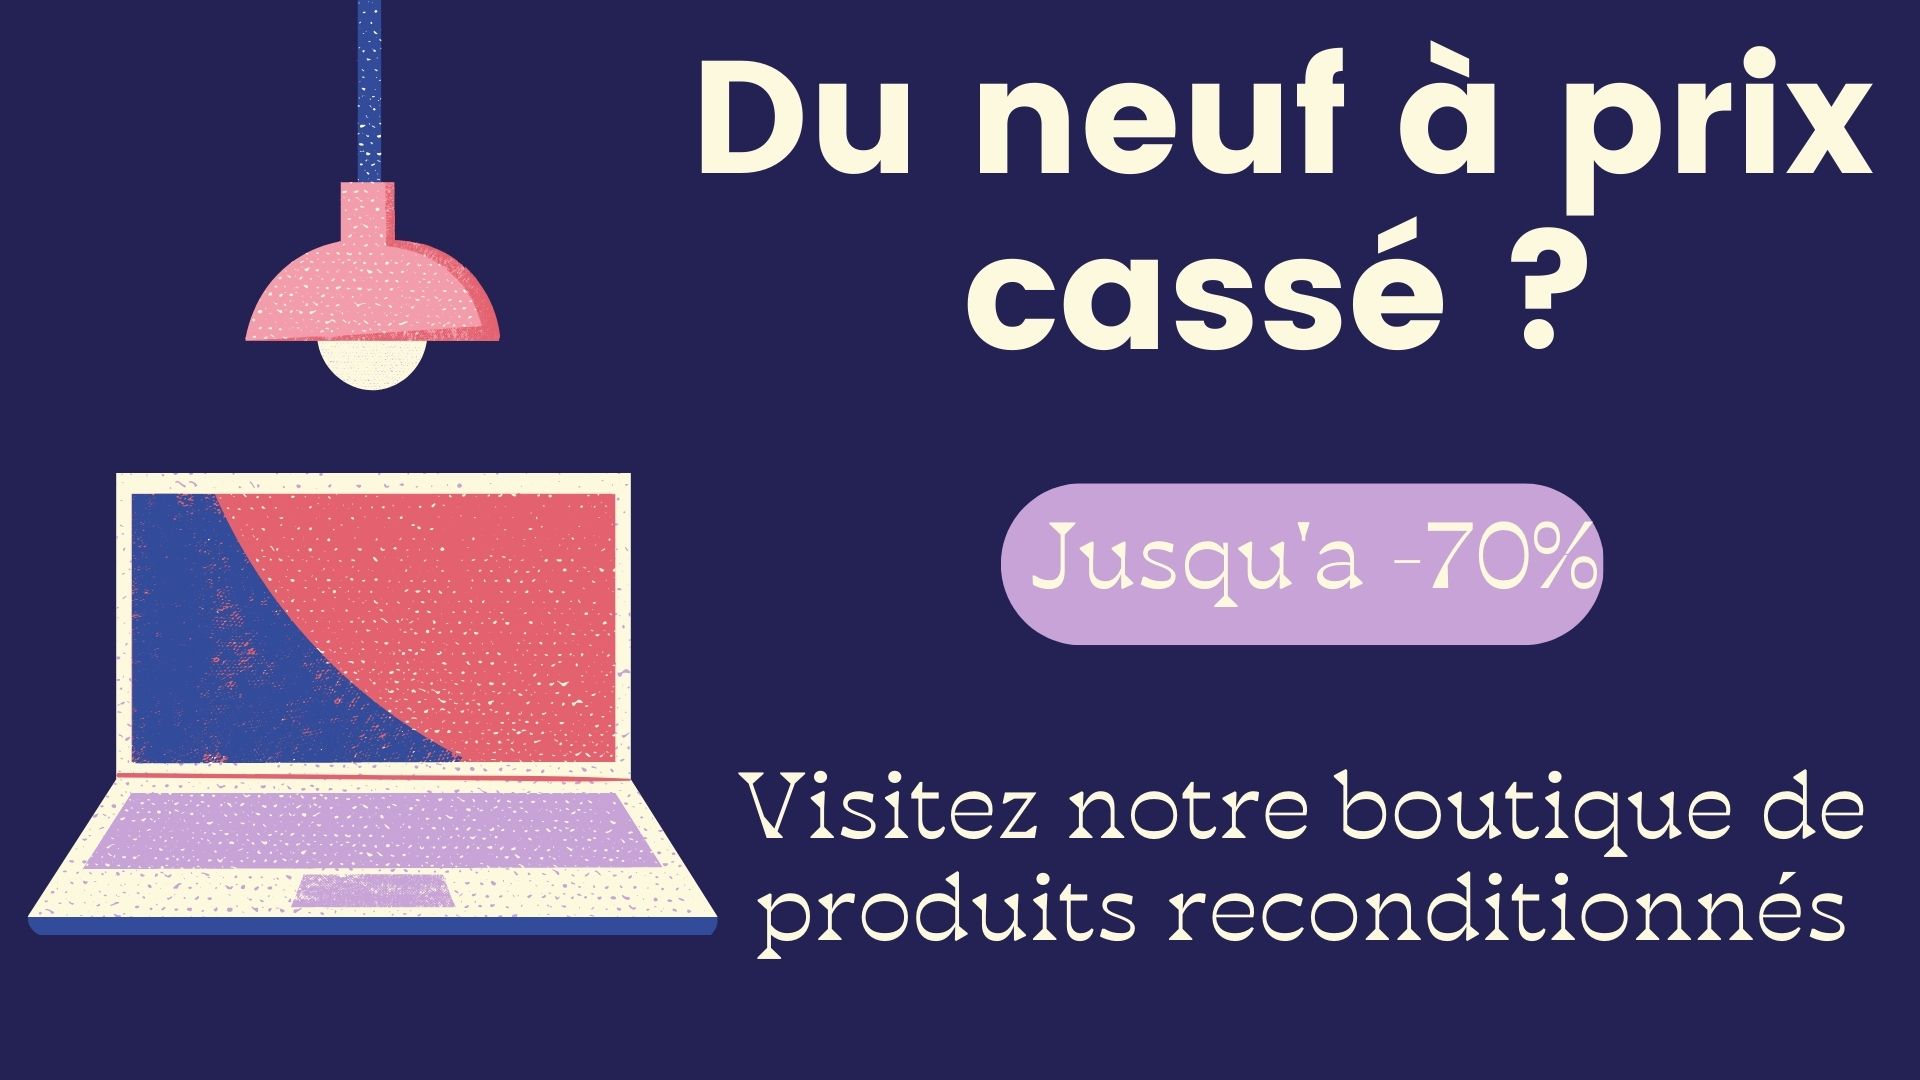 Du neuf à prix
cassé ?
Jusqu'a -70%
Visitez notre boutique de
produits reconditionnés